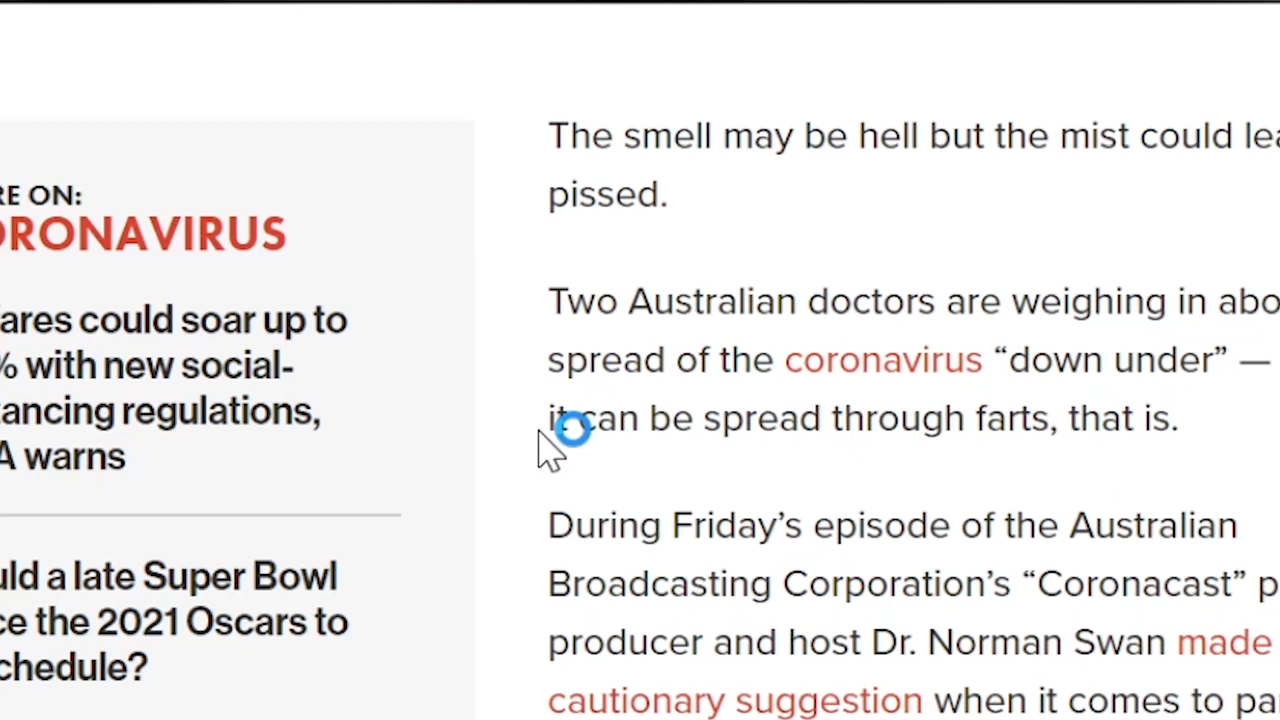 RE ON:
ORONAVIRUS
ares could soar up to
% with new social-
tancing regulations,
A warns
uld a late Super Bowl
ce the 2021 Oscars to
chedule?
The smell may be hell but the mist could lea
pissed.
Two Australian doctors are weighing in abo
spread of the coronavirus “down under” —
it can be spread through farts, that is.
During Friday’s episode of the Australian
Broadcasting Corporation’s “Coronacast” p
producer and host Dr. Norman Swan made
cautionary suggestion when it comes to pa